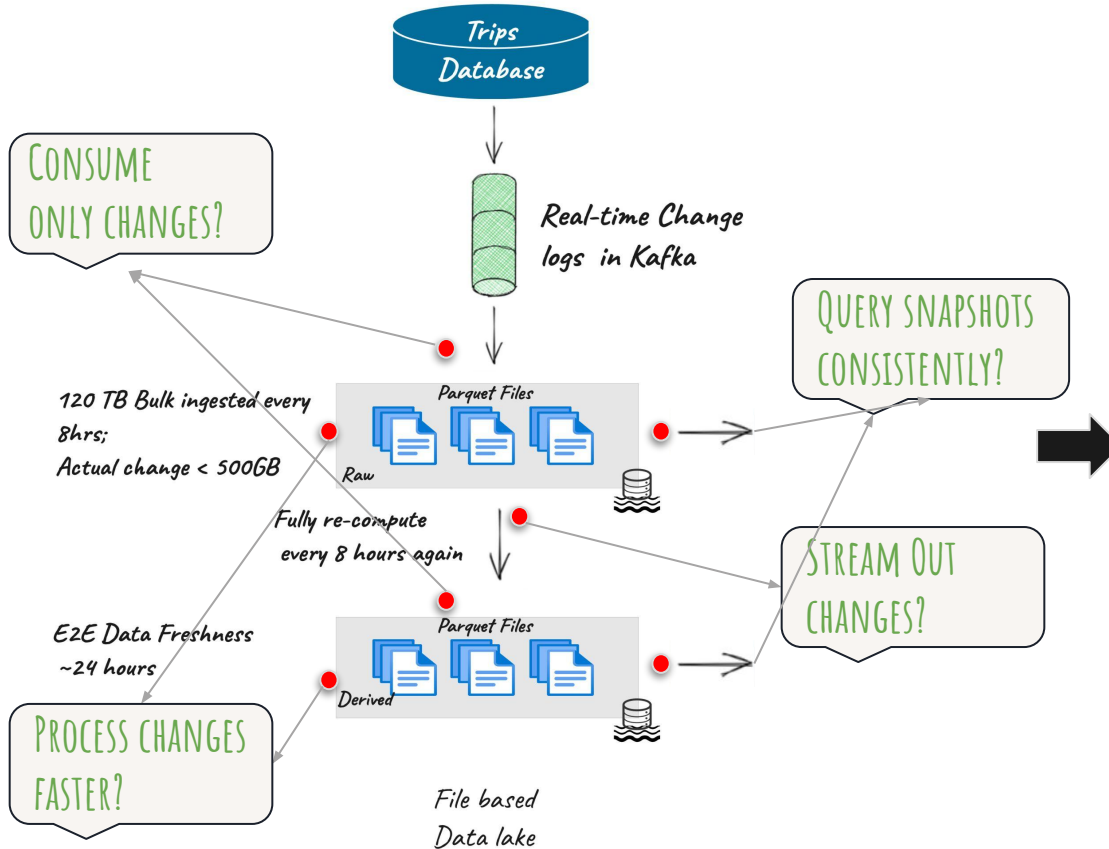 Trips
Database
CONSUME
ONLY CHANGES?
Real-time Change
logs in Kafka
QUERY SNAPSHOTS
CONSISTENTLY?
120 TB Bulk ingested every
8hrs;
Actual change < 500GB
Parquet Files
Raw
Fully re-compute
every 8 hours again
STREAM OUT
CHANGES?
E2E Data Freshness
~24 hours
Parquet Files
Derived
PROCESS CHANGES
FASTER?
File based
Data lake